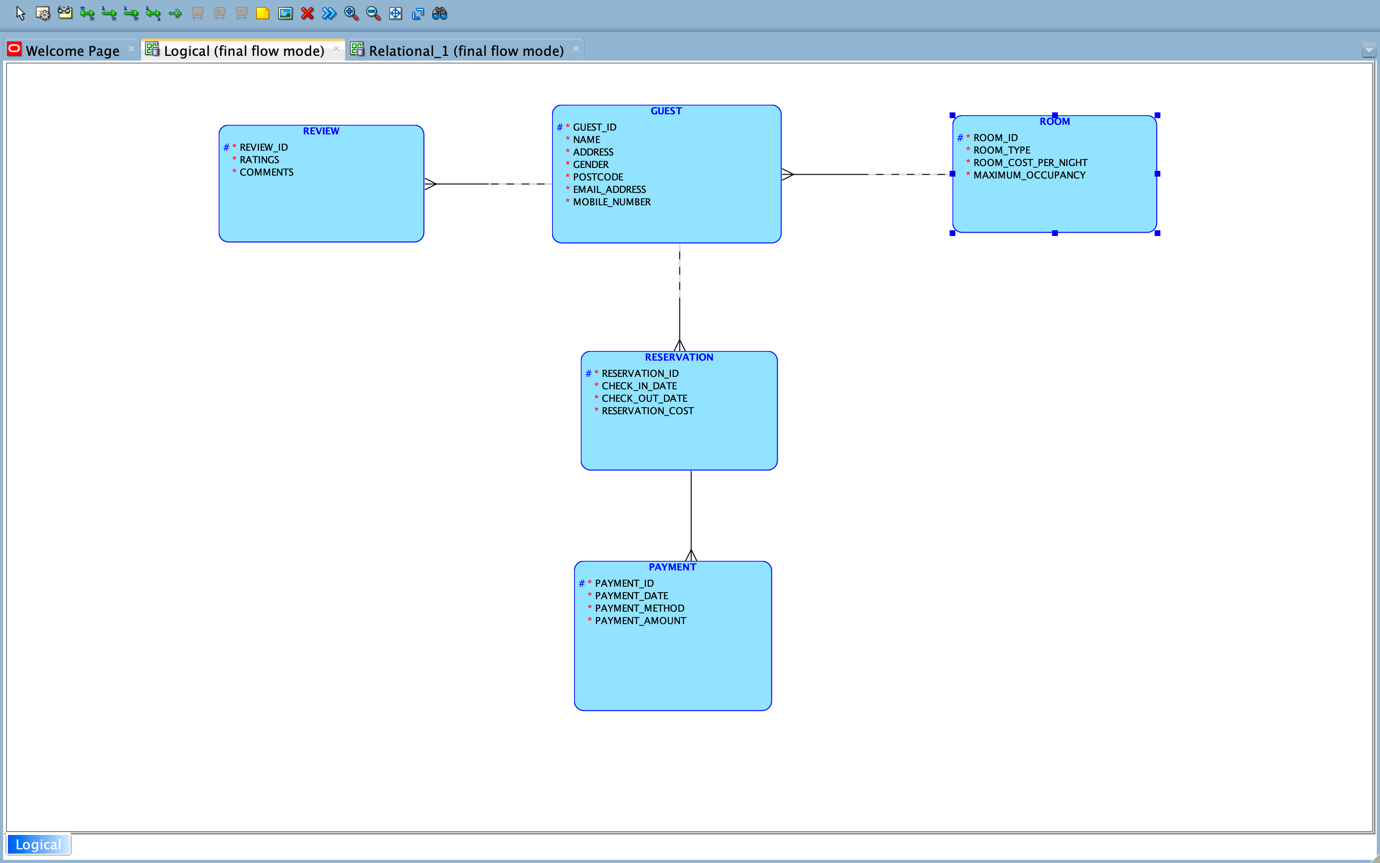 Welcome Page
Logical (final flow mode)
Relational_1 (final flow mode)
REVIEW
# * REVIEW_ID
* RATINGS
* COMMENTS
GUEST
# * GUEST_ID
* NAME
* ADDRESS
* GENDER
* POSTCODE
* EMAIL_ADDRESS
* MOBILE_NUMBER
ROOM
# * ROOM_ID
* ROOM_TYPE
* ROOM_COST_PER_NIGHT
* MAXIMUM_OCCUPANCY
RESERVATION
# * RESERVATION_ID
* CHECK_IN_DATE
* CHECK_OUT_DATE
* RESERVATION_COST
PAYMENT
# * PAYMENT_ID
* PAYMENT_DATE
* PAYMENT_METHOD
* PAYMENT_AMOUNT
Logical